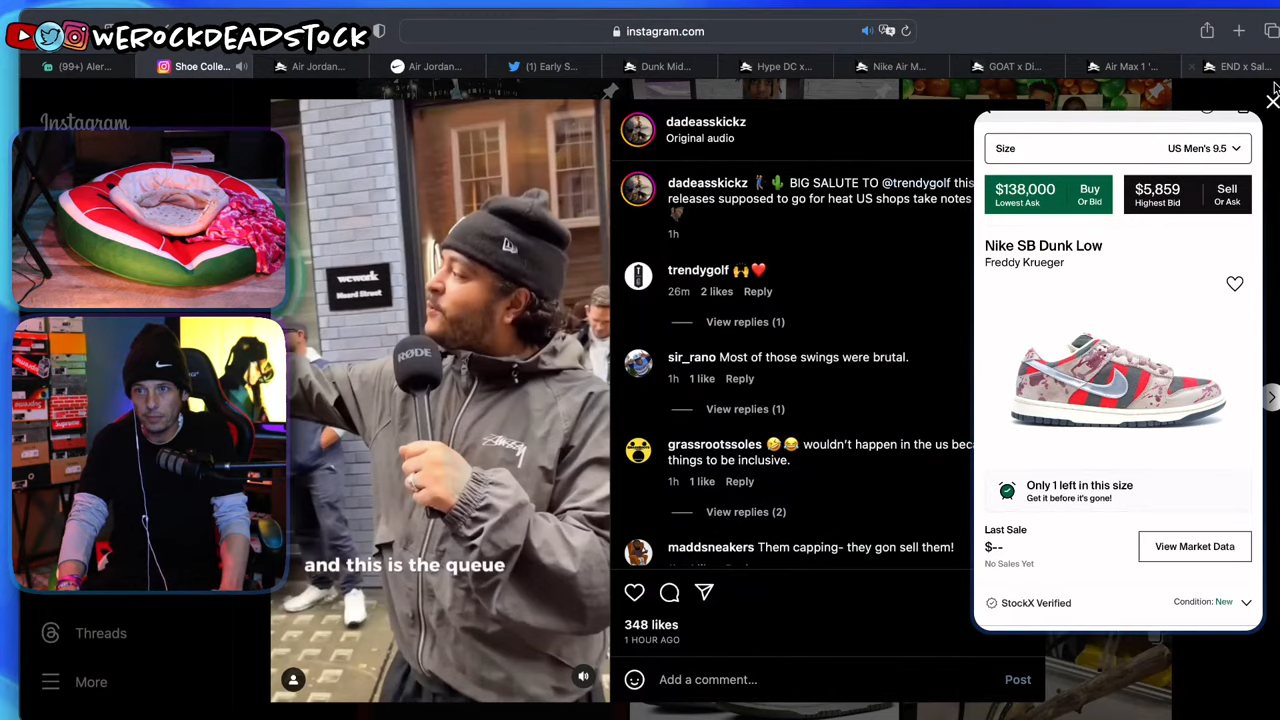 WEROCKDEADSTOCK
instagram.com
(99+) Aler...
Shoe Colle...
Air Jordan...
Air Jordan...
(1) Early S...
Dunk Mid...
Hype DC x...
Nike Air M...
GOAT x Di...
Air Max 1 '...
END x Sal...
Instagram
dadeasskickz
Original audio
dadeasskickz 🚶🏾‍♂️ 🌵 BIG SALUTE TO @trendygolf this
releases supposed to go for heat US shops take notes
1h
trendygolf 🙌❤️
26m 2 likes Reply
View replies (1)
sir_rano Most of those swings were brutal.
1h 1 like Reply
View replies (1)
grassrootssoles 🤣😂 wouldn’t happen in the us beca
things to be inclusive.
1h 1 like Reply
View replies (2)
maddsneakers Them capping- they gon sell them!
348 likes
1 HOUR AGO
Add a comment...
Post
wework
RØDE
STÜSSY
and this is the queue
Supreme
Threads
More
Size
US Men's 9.5
$138,000
Lowest Ask
Buy
Or Bid
$5,859
Highest Bid
Sell
Or Ask
Nike SB Dunk Low
Freddy Krueger
Only 1 left in this size
Get it before it's gone!
Last Sale
$--
No Sales Yet
View Market Data
StockX Verified
Condition: New